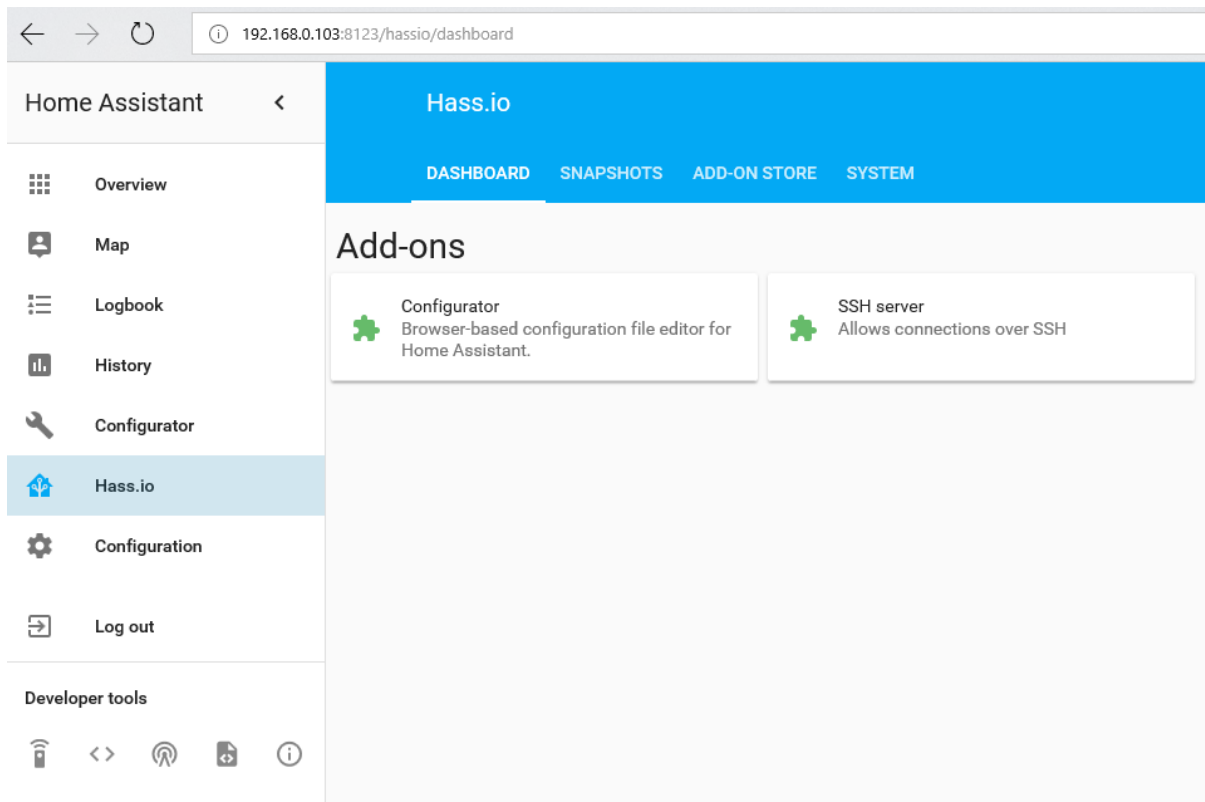 192.168.0.103:8123/hassio/dashboard
Home Assistant
Overview
Map
Logbook
History
Configurator
Hass.io
Configuration
Log out
Developer tools
Hass.io
DASHBOARD SNAPSHOTS ADD-ON STORE SYSTEM
Add-ons
Configurator
Browser-based configuration file editor for
Home Assistant.
SSH server
Allows connections over SSH